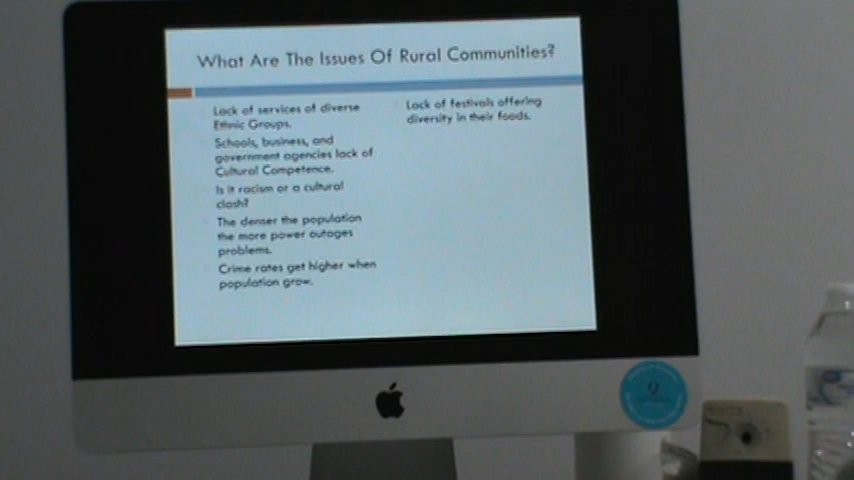 What Are The Issues Of Rural Communities?
Lack of services of diverse
Ethnic Groups.
Schools, business, and
government agencies lack of
Cultural Competence.
Is it racism or a cultural
clash?
The denser the population
the more power outages
problems.
Crime rates get higher when
population grow.
Lack of festivals offering
diversity in their foods.